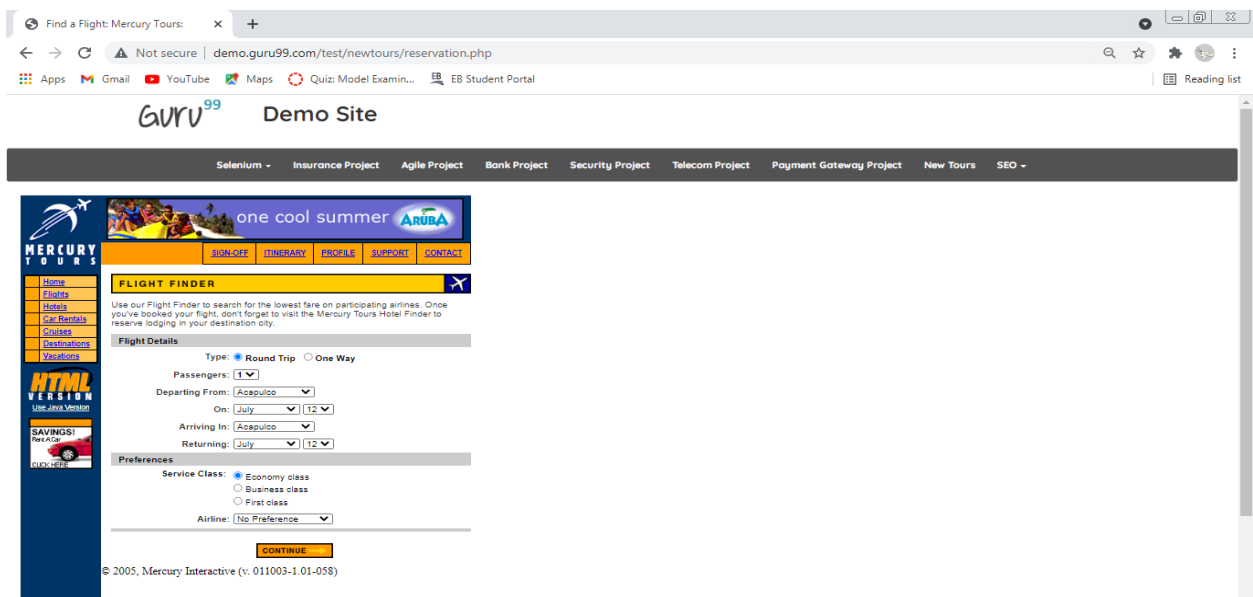 Find a Flight: Mercury Tours:
Not secure | demo.guru99.com/test/newtours/reservation.php
Apps Gmail YouTube Maps Quiz: Model Examin... EB EB Student Portal Reading list
Guru99 Demo Site
Selenium Insurance Project Agile Project Bank Project Security Project Telecom Project Payment Gateway Project New Tours SEO
MERCURY
TOURS
one cool summer ARUBA
SIGN-OFF ITINERARY PROFILE SUPPORT CONTACT
Home
Flights
Hotels
Car Rentals
Cruises
Destinations
Vacations
HTML
VERSION
Use Java Version
SAVINGS!
Rent A Car
CLICK HERE
FLIGHT FINDER
Use our Flight Finder to search for the lowest fare on participating airlines. Once
you've booked your flight, don't forget to visit the Mercury Tours Hotel Finder to
reserve lodging in your destination city.
Flight Details
Type: Round Trip One Way
Passengers: 1
Departing From: Acapulco
On: July 12
Arriving In: Acapulco
Returning: July 12
Preferences
Service Class: Economy class
Business class
First class
Airline: No Preference
CONTINUE
© 2005, Mercury Interactive (v. 011003-1.01-058)